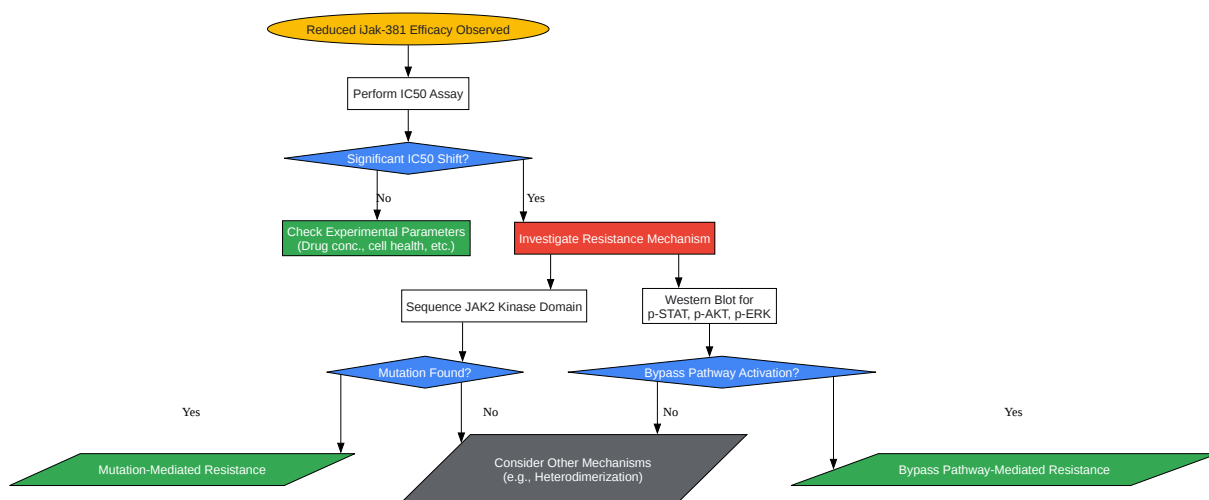 Reduced iJak-381 Efficacy Observed
Perform IC50 Assay
Significant IC50 Shift?
No
Yes
Check Experimental Parameters
(Drug conc., cell health, etc.)
Investigate Resistance Mechanism
Sequence JAK2 Kinase Domain
Western Blot for
p-STAT, p-AKT, p-ERK
Mutation Found?
Bypass Pathway Activation?
Yes
No
No
Yes
Mutation-Mediated Resistance
Consider Other Mechanisms
(e.g., Heterodimerization)
Bypass Pathway-Mediated Resistance